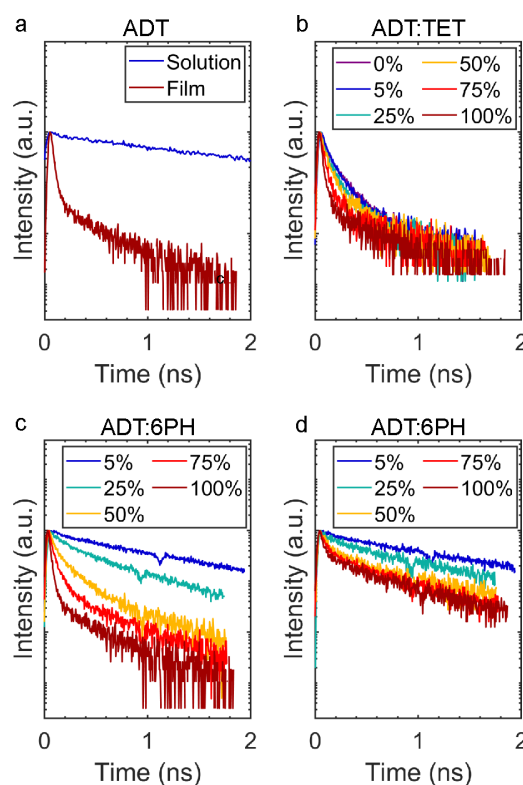 a
ADT
Solution
Film
Intensity (a.u.)
c
0
1
2
Time (ns)
b
ADT:TET
0% 50%
5% 75%
25% 100%
Intensity (a.u.)
0
1
2
Time (ns)
c
ADT:6PH
5% 75%
25% 100%
50%
Intensity (a.u.)
0
1
2
Time (ns)
d
ADT:6PH
5% 75%
25% 100%
50%
Intensity (a.u.)
0
1
2
Time (ns)